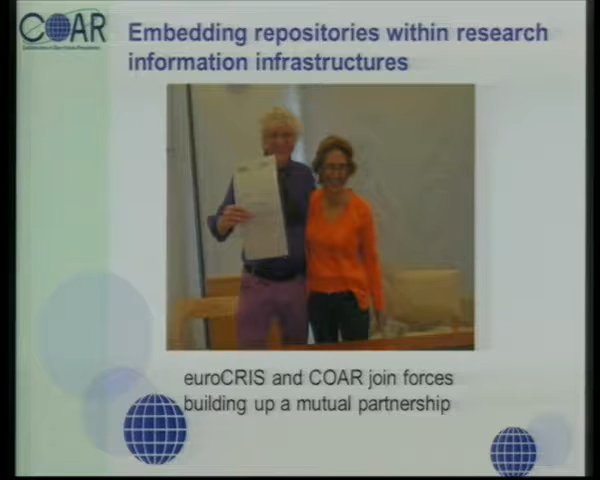 COAR
Embedding repositories within research
information infrastructures
euroCRIS and COAR join forces
building up a mutual partnership